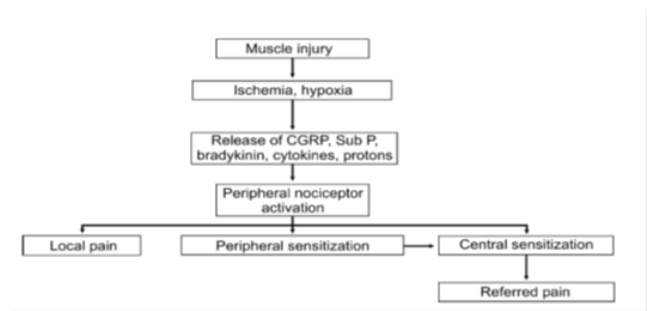 Muscle injury
Ischemia, hypoxia
Release of CGRP, Sub P,
bradykinin, cytokines, protons
Peripheral nociceptor
activation
Local pain
Peripheral sensitization
Central sensitization
Referred pain